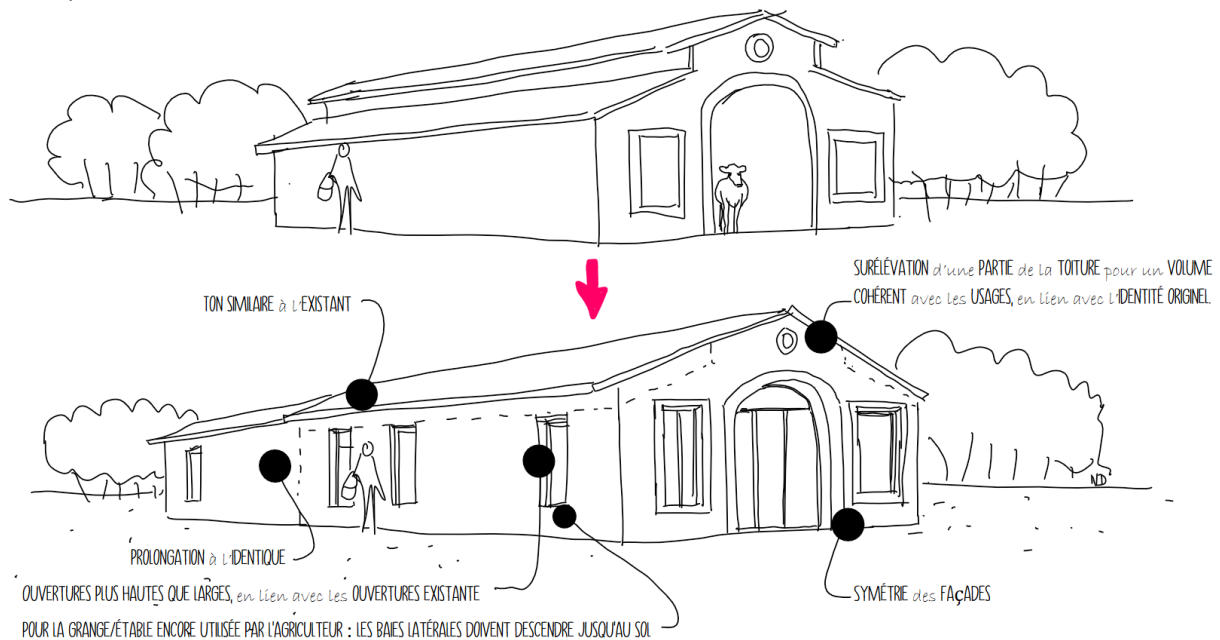 SURÉLÉVATION d'une PARTIE de la TOITURE pour un VOLUME
COHÉRENT avec les USAGES, en lien avec l'IDENTITÉ ORIGINEL.
TON SIMILAIRE à l'EXISTANT
ND
PROLONGATION à l'IDENTIQUE
OUVERTURES PLUS HAUTES QUE LARGES, en lien avec les OUVERTURES EXISTANTE
SYMÉTRIE des FAÇADES
POUR LA GRANGE/ÉTABLE ENCORE UTILISÉE PAR L'AGRICULTEUR : LES BAIES LATÉRALES DOIVENT DESCENDRE JUSQU'AU SOL